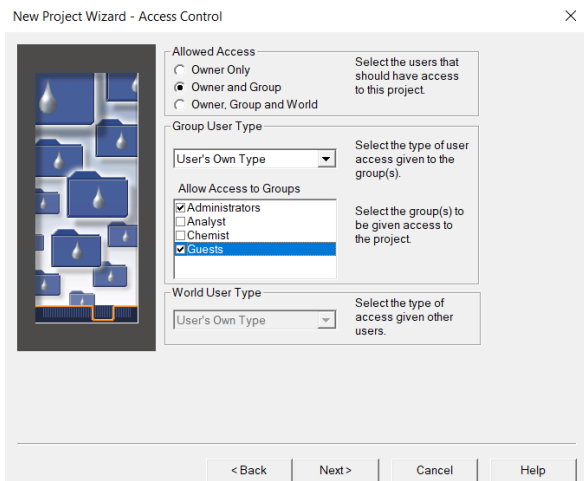 New Project Wizard - Access Control
Allowed Access
Owner Only
Owner and Group
Owner, Group and World
Select the users that
should have access
to this project.
Group User Type
User's Own Type
Select the type of user
access given to the
group(s).
Allow Access to Groups
Administrators
Analyst
Chemist
Guests
Select the group(s) to
be given access to
the project.
World User Type
User's Own Type
Select the type of
access given other
users.
< Back
Next >
Cancel
Help